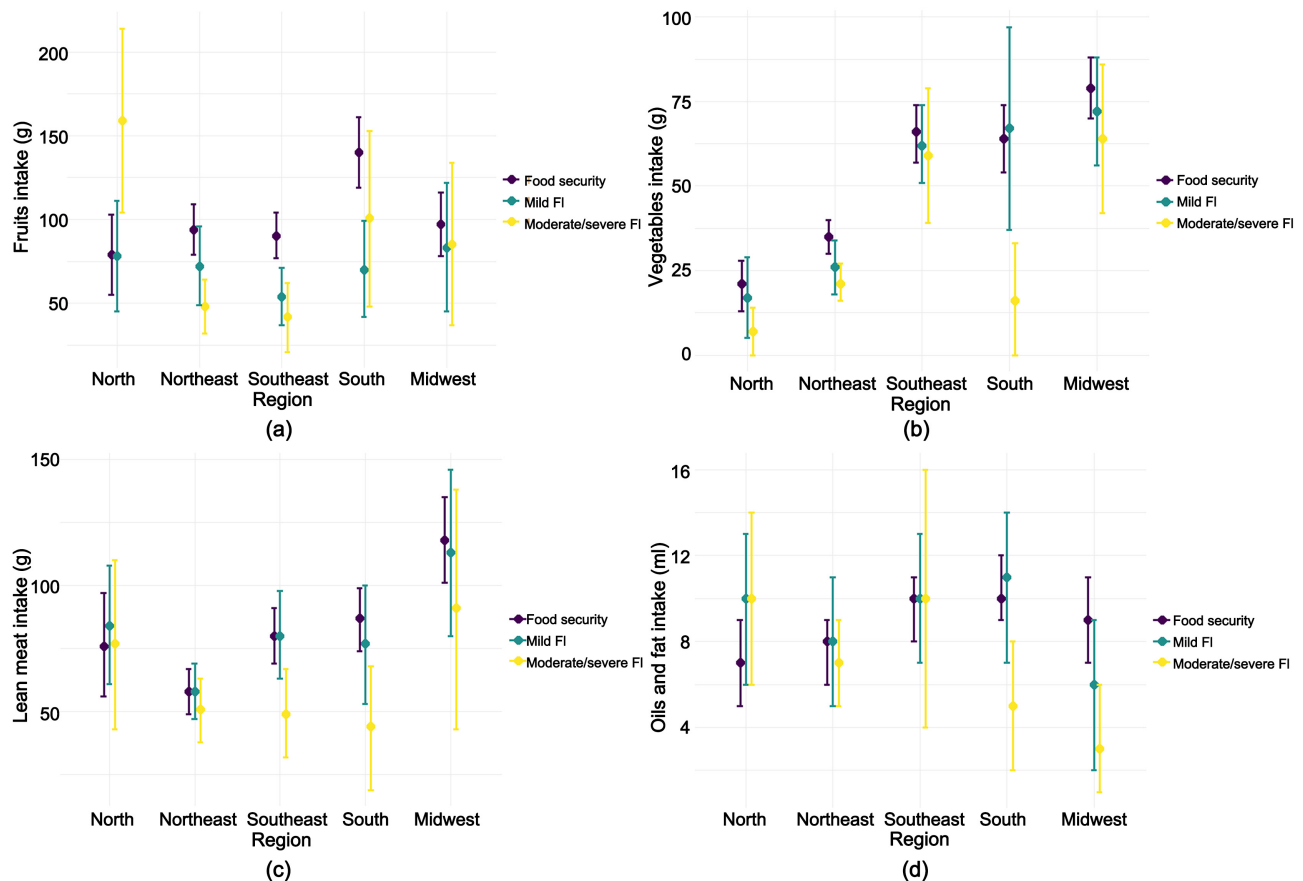 200
150
100
50
Fruits intake (g)
North Northeast Southeast South Midwest
Region
(a)
Food security
Mild FI
Moderate/severe FI
100
75
50
25
0
Vegetables intake (g)
North Northeast Southeast South Midwest
Region
(b)
Food security
Mild FI
Moderate/severe FI
150
100
50
Lean meat intake (g)
North Northeast Southeast South Midwest
Region
(c)
Food security
Mild FI
Moderate/severe FI
16
12
8
4
Oils and fat intake (ml)
North Northeast Southeast South Midwest
Region
(d)
Food security
Mild FI
Moderate/severe FI